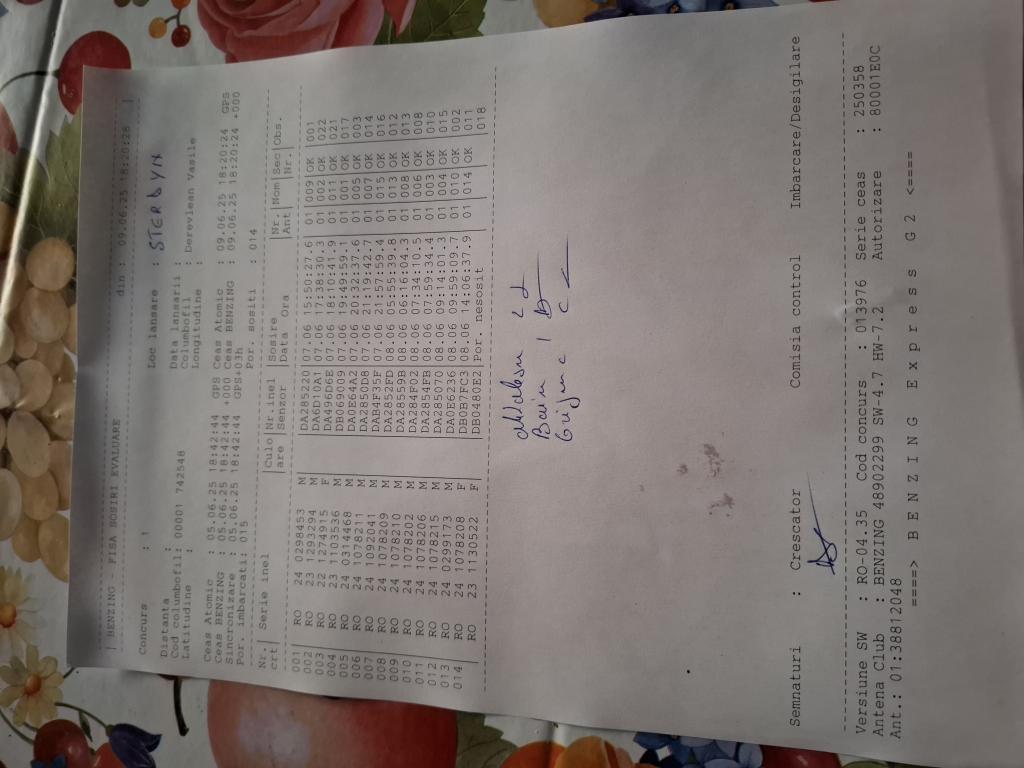 BENZING - FISA SOSIRI EVALUARE
din : 09.06.25 18:20:26
Concurs : 1 Loc lansare : STERBYN
Distanta : Data lansarii :
Cod columbofil: 00001 742548 Columbofil : Derevlean Vasile
Latitudine : Longitudine :
Ceas Atomic : 05.06.25 18:42:44 GPS Ceas Atomic : 09.06.25 18:20:24 GPS
Ceas BENZING : 05.06.25 18:42:44 +000 Ceas BENZING : 09.06.25 18:20:24 +000
Sincronizare : 05.06.25 18:42:44 GPS+03h
Por. imbarcati: 015 Por. sositi : 014
Nr. Serie inel Culo Nr.inel Sosire Nr. Nom Sec Obs.
crt are Senzor Data Ora Ant Nr.
001 RO 24 0298453 M DA285220 07.06 15:50:27.6 01 009 OK 001
002 RO 23 1293294 M DA6D10A1 07.06 17:38:30.3 01 002 OK 022
003 RO 22 1274915 F DA496D6E 07.06 18:10:41.9 01 011 OK 021
004 RO 23 1103536 M DB069009 07.06 19:49:59.1 01 001 OK 017
005 RO 24 0314468 M DA0E64A2 07.06 20:32:37.6 01 005 OK 003
006 RO 24 1078211 M DA2850DB 07.06 21:19:42.7 01 007 OK 014
007 RO 24 1092041 M DAB4F35F 07.06 21:57:59.4 01 015 OK 016
008 RO 24 1078209 M DA2852FD 08.06 05:55:39.8 01 013 OK 012
009 RO 24 1078210 M DA28559B 08.06 06:16:04.3 01 008 OK 013
010 RO 24 1078202 M DA284F02 08.06 07:34:10.5 01 006 OK 008
011 RO 24 1078206 M DA2854FB 08.06 07:59:34.4 01 003 OK 010
012 RO 24 1078215 M DA285070 08.06 09:14:01.3 01 004 OK 015
013 RO 24 0299173 M DA0E6236 08.06 09:59:09.7 01 010 OK 002
014 RO 24 1078208 F DB0B7FC3 08.06 14:06:37.9 01 014 OK 011
RO 23 1130522 F DB0480E2 Por. nesosit 018
Semnaturi : Crescator Comisia control Imbarcare/Desigilare
Versiune SW : RO-04.35 Cod concurs : 013976 Serie ceas : 250358
Antena Club : BENZING 48902299 SW-4.7 HW-7.2 Autorizare : 80001E0C
Ant.: 01:38812048
====> BENZING Express G2 <====